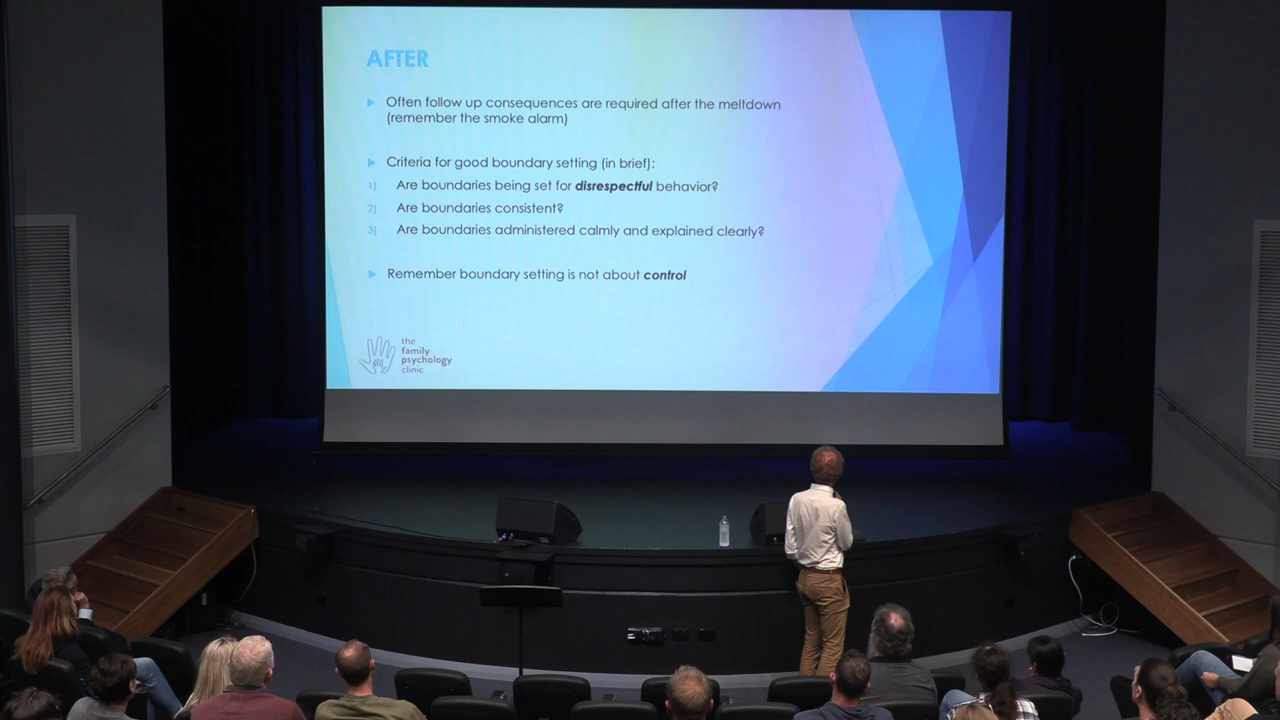 AFTER
Often follow up consequences are required after the meltdown
(remember the smoke alarm)
Criteria for good boundary setting (in brief):
1) Are boundaries being set for disrespectful behavior?
2) Are boundaries consistent?
3) Are boundaries administered calmly and explained clearly?
Remember boundary setting is not about control
the
family
psychology
clinic